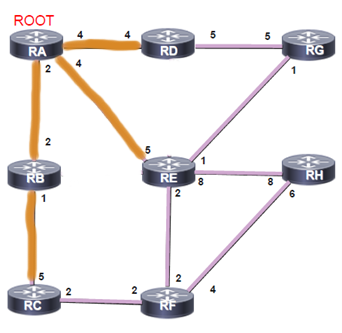 ROOT
4 4 5 5
RA RD RG
2 4 1
2 5 1
RB RE 8 8 RH
1 2 6
5 2 4
RC 2 2 RF